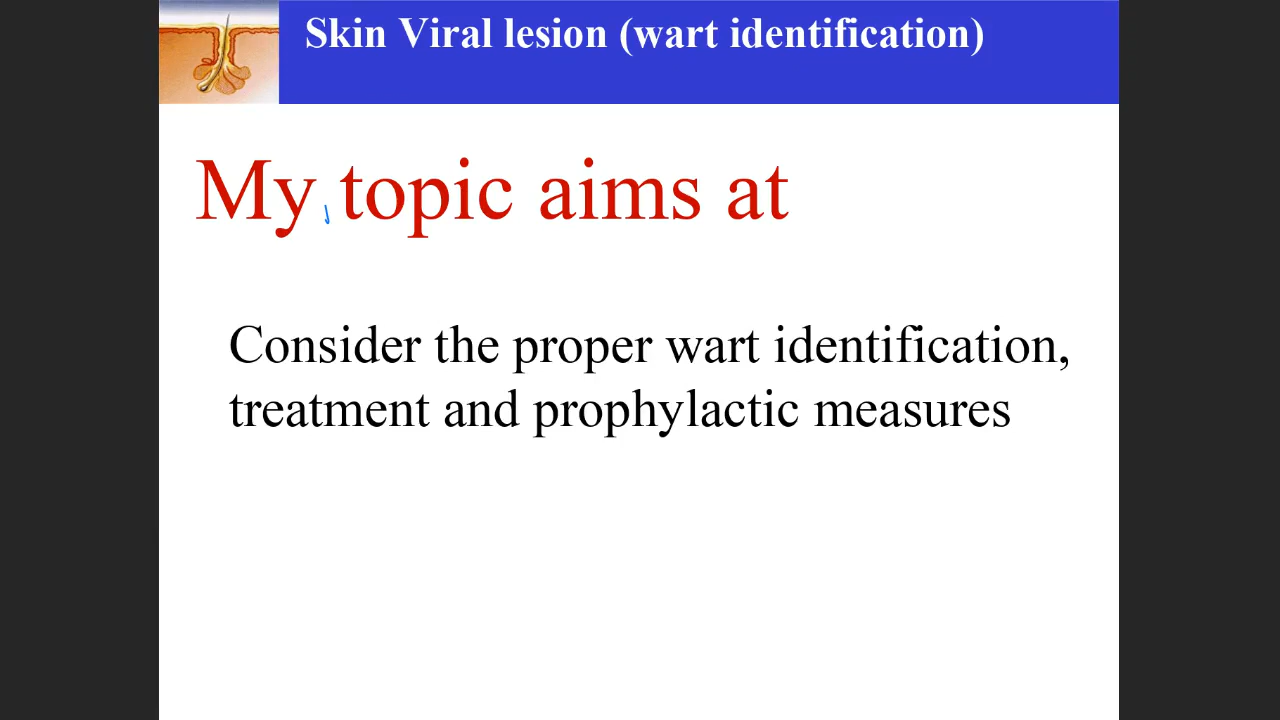 Skin Viral lesion (wart identification)
My topic aims at
Consider the proper wart identification,
treatment and prophylactic measures